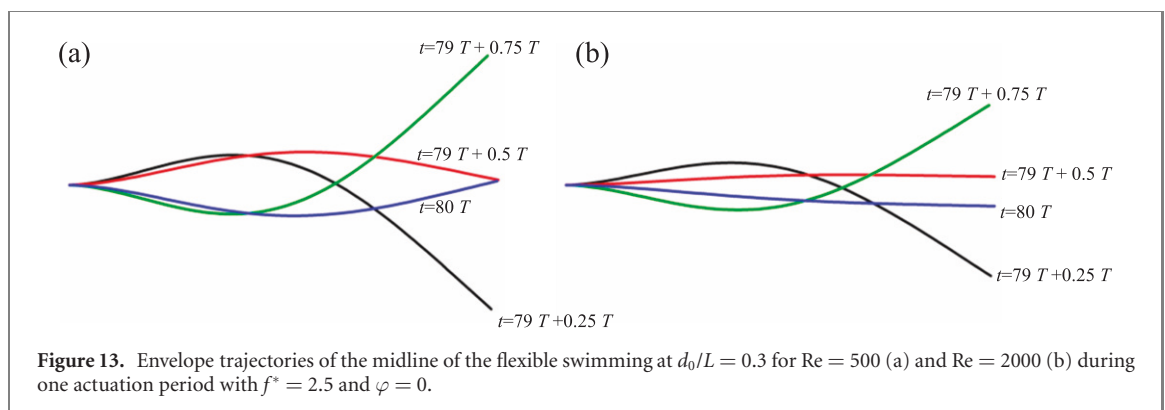 (a)
t=79 T + 0.75 T
t=79 T + 0.5 T
t=80 T
t=79 T +0.25 T
(b)
t=79 T + 0.75 T
t=79 T + 0.5 T
t=80 T
t=79 T +0.25 T
Figure 13. Envelope trajectories of the midline of the flexible swimming at d₀/L = 0.3 for Re = 500 (a) and Re = 2000 (b) during
one actuation period with f* = 2.5 and φ = 0.